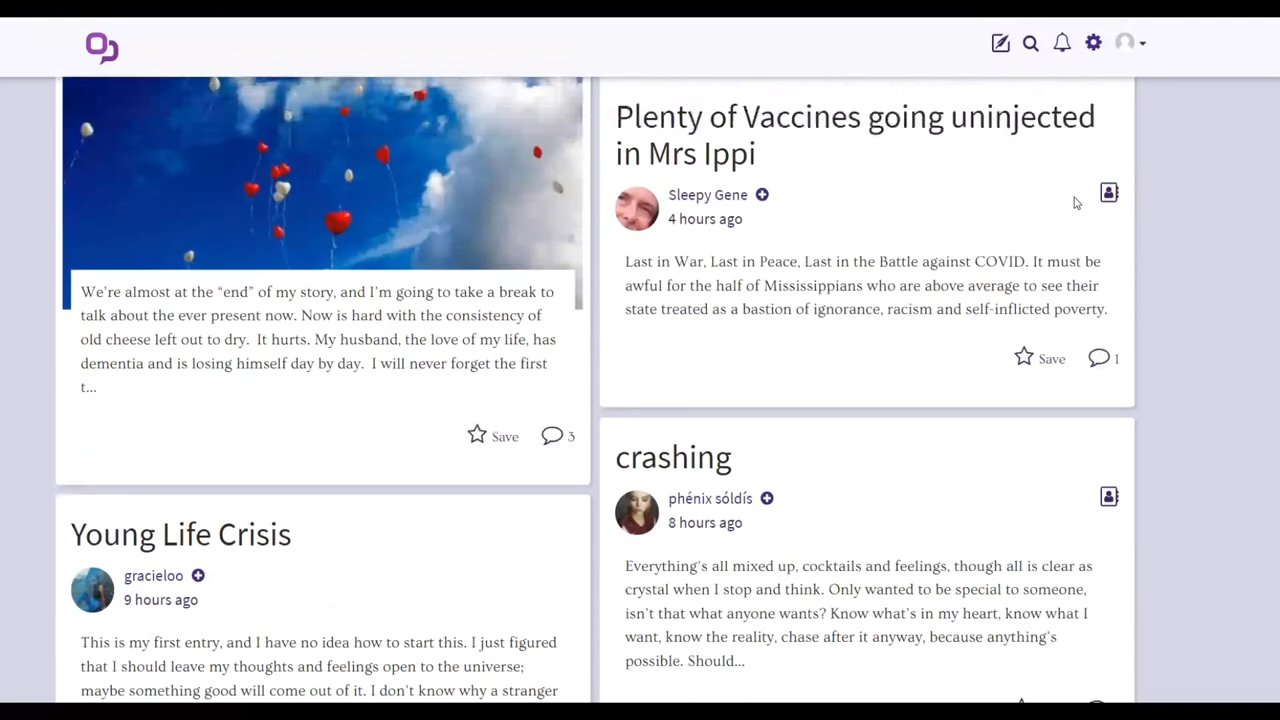 We're almost at the “end” of my story, and I'm going to take a break to
talk about the ever present now. Now is hard with the consistency of
old cheese left out to dry.  It hurts. My husband, the love of my life, has
dementia and is losing himself day by day.  I will never forget the first
t...
Save
3
Young Life Crisis
gracieloo
9 hours ago
This is my first entry, and I have no idea how to start this. I just figured
that I should leave my thoughts and feelings open to the universe;
maybe something good will come out of it. I don't know why a stranger
Plenty of Vaccines going uninjected
in Mrs Ippi
Sleepy Gene
4 hours ago
Last in War, Last in Peace, Last in the Battle against COVID. It must be
awful for the half of Mississippians who are above average to see their
state treated as a bastion of ignorance, racism and self-inflicted poverty.
Save
1
crashing
phénix sóldís
8 hours ago
Everything's all mixed up, cocktails and feelings, though all is clear as
crystal when I stop and think. Only wanted to be special to someone,
isn't that what anyone wants? Know what's in my heart, know what I
want, know the reality, chase after it anyway, because anything's
possible. Should...